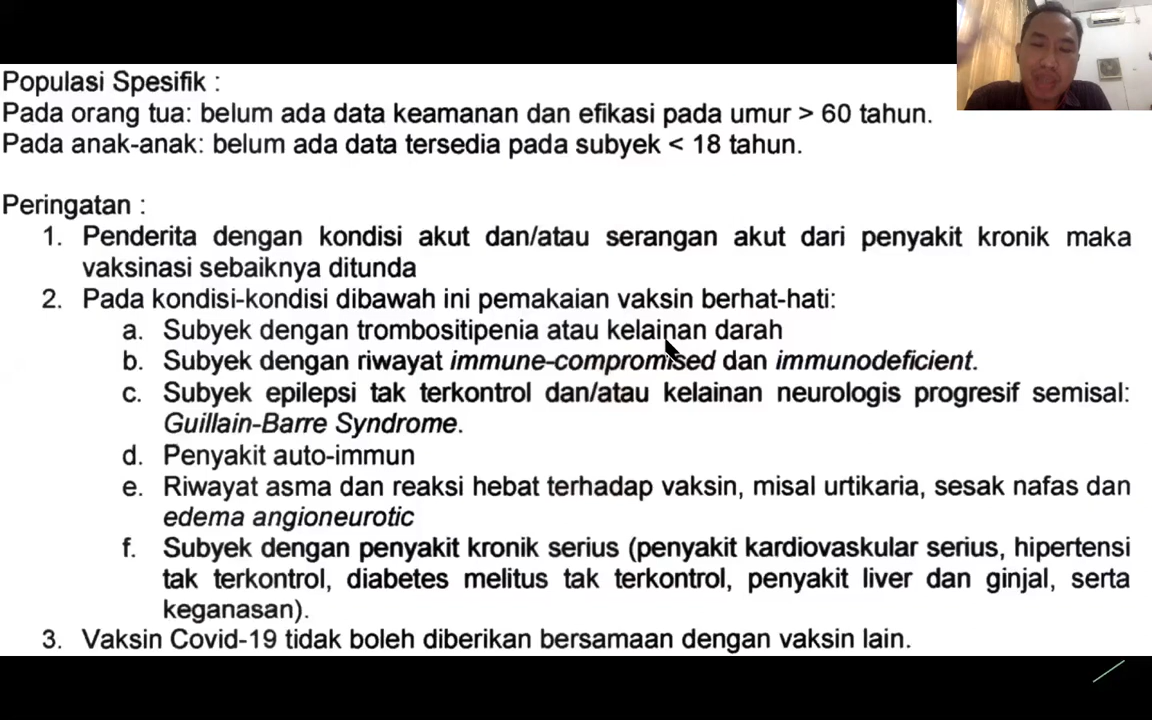 Populasi Spesifik :
Pada orang tua: belum ada data keamanan dan efikasi pada umur > 60 tahun.
Pada anak-anak: belum ada data tersedia pada subyek < 18 tahun.
Peringatan :
1. Penderita dengan kondisi akut dan/atau serangan akut dari penyakit kronik maka
vaksinasi sebaiknya ditunda
2. Pada kondisi-kondisi dibawah ini pemakaian vaksin berhat-hati:
a. Subyek dengan trombositipenia atau kelainan darah
b. Subyek dengan riwayat immune-compromised dan immunodeficient.
c. Subyek epilepsi tak terkontrol dan/atau kelainan neurologis progresif semisal:
Guillain-Barre Syndrome.
d. Penyakit auto-immun
e. Riwayat asma dan reaksi hebat terhadap vaksin, misal urtikaria, sesak nafas dan
edema angioneurotic
f. Subyek dengan penyakit kronik serius (penyakit kardiovaskular serius, hipertensi
tak terkontrol, diabetes melitus tak terkontrol, penyakit liver dan ginjal, serta
keganasan).
3. Vaksin Covid-19 tidak boleh diberikan bersamaan dengan vaksin lain.